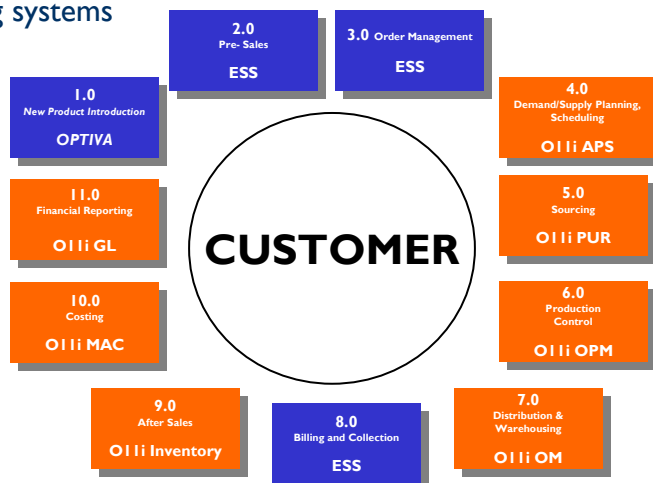 g systems
2.0
Pre- Sales
ESS
3.0 Order Management
ESS
1.0
New Product Introduction
OPTIVA
4.0
Demand/Supply Planning,
Scheduling
O11i APS
11.0
Financial Reporting
O11i GL
CUSTOMER
5.0
Sourcing
O11i PUR
10.0
Costing
O11i MAC
6.0
Production
Control
O11i OPM
9.0
After Sales
O11i Inventory
8.0
Billing and Collection
ESS
7.0
Distribution &
Warehousing
O11i OM